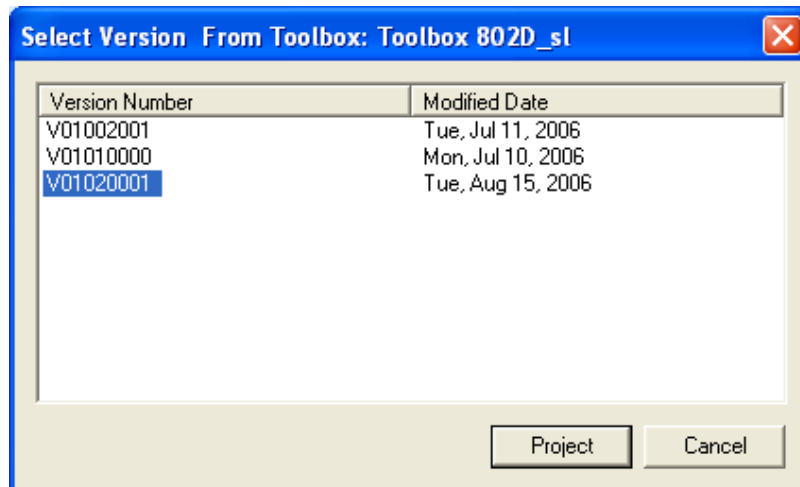 Select Version From Toolbox: Toolbox 802D_sl
Version Number Modified Date
V01002001 Tue, Jul 11, 2006
V01010000 Mon, Jul 10, 2006
V01020001 Tue, Aug 15, 2006
Project Cancel